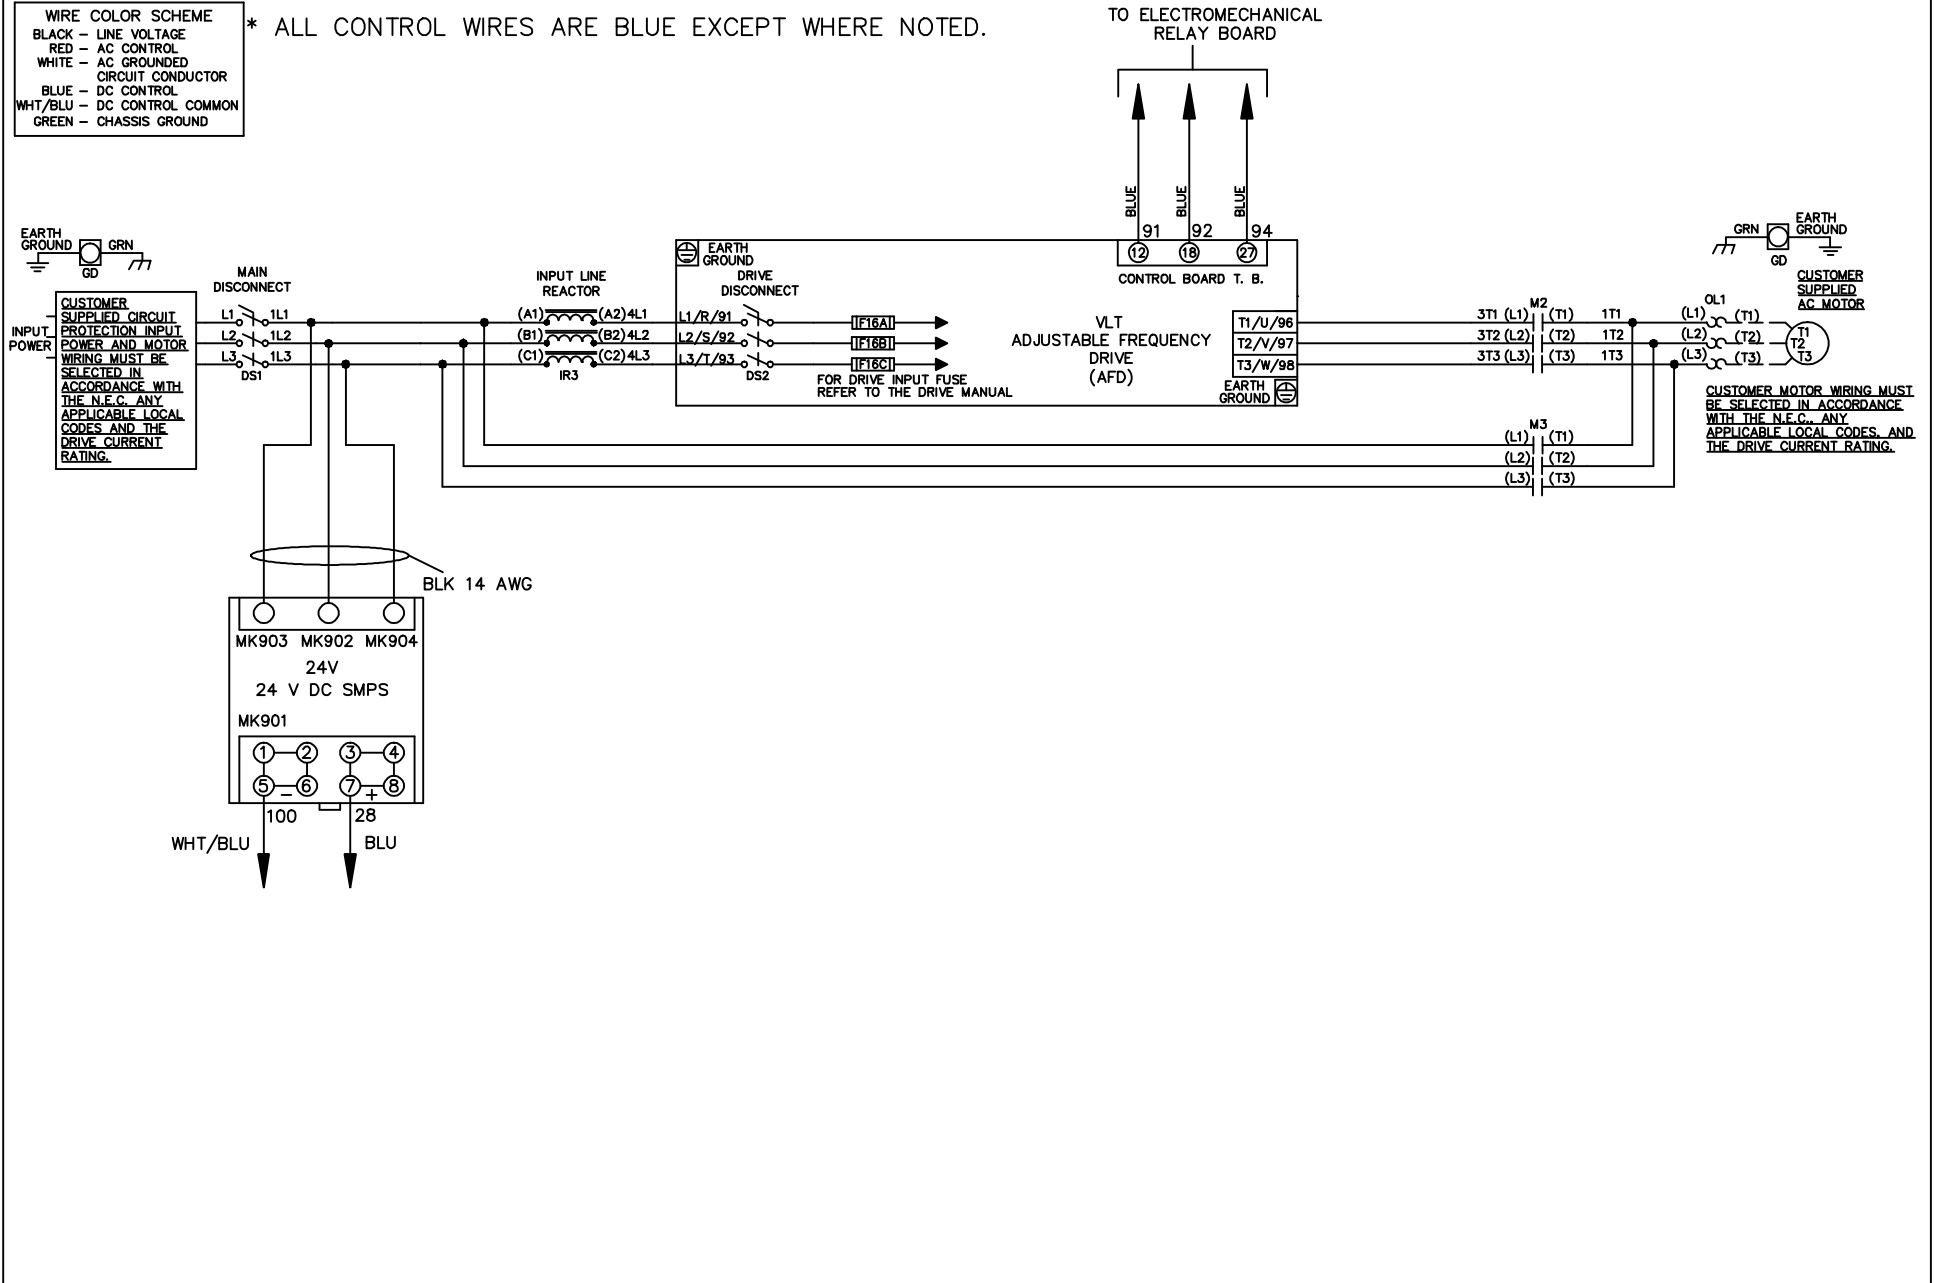 WIRE COLOR SCHEME
BLACK – LINE VOLTAGE
RED – AC CONTROL
WHITE – AC GROUNDED
CIRCUIT CONDUCTOR
BLUE – DC CONTROL
WHT/BLU – DC CONTROL COMMON
GREEN – CHASSIS GROUND
* ALL CONTROL WIRES ARE BLUE EXCEPT WHERE NOTED.
TO ELECTROMECHANICAL
RELAY BOARD
BLUE
BLUE
BLUE
91 92 94
12 18 27
CONTROL BOARD T. B.
EARTH
GROUND
GRN
GD
INPUT
POWER
CUSTOMER
SUPPLIED CIRCUIT
PROTECTION INPUT
POWER AND MOTOR
WIRING MUST BE
SELECTED IN
ACCORDANCE WITH
THE N.E.C. ANY
APPLICABLE LOCAL
CODES AND THE
DRIVE CURRENT
RATING.
MAIN
DISCONNECT
L1 1L1
L2 1L2
L3 1L3
DS1
INPUT LINE
REACTOR
(A1) (A2) 4L1
(B1) (B2) 4L2
(C1) (C2) 4L3
IR3
EARTH
GROUND
DRIVE
DISCONNECT
L1/R/91
L2/S/92
L3/T/93
DS2
F16A
F16B
F16C
FOR DRIVE INPUT FUSE
REFER TO THE DRIVE MANUAL
VLT
ADJUSTABLE FREQUENCY
DRIVE
(AFD)
T1/U/96
T2/V/97
T3/W/98
EARTH
GROUND
M2
3T1 (L1) (T1) 1T1
3T2 (L2) (T2) 1T2
3T3 (L3) (T3) 1T3
M3
(L1) (T1)
(L2) (T2)
(L3) (T3)
OL1
(L1) (T1)
(L2) (T2)
(L3) (T3)
T1
T2
T3
GRN
EARTH
GROUND
GD
CUSTOMER
SUPPLIED
AC MOTOR
CUSTOMER MOTOR WIRING MUST
BE SELECTED IN ACCORDANCE
WITH THE N.E.C., ANY
APPLICABLE LOCAL CODES, AND
THE DRIVE CURRENT RATING.
BLK 14 AWG
MK903 MK902 MK904
24V
24 V DC SMPS
MK901
1 2 3 4
5 6 7 8
– +
100 28
WHT/BLU BLU